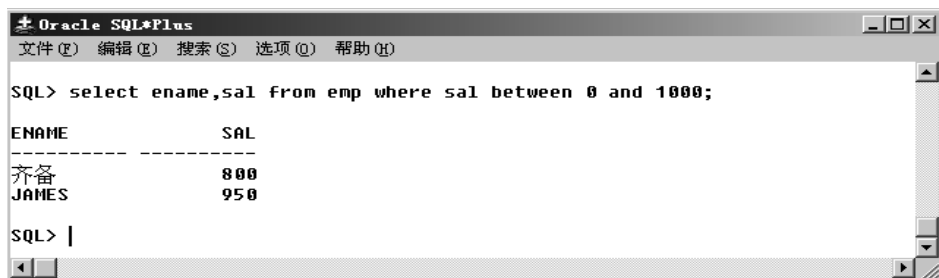 Oracle SQL*Plus
文件(F) 编辑(E) 搜索(S) 选项(O) 帮助(H)
SQL> select ename,sal from emp where sal between 0 and 1000;
ENAME SAL
---------- ----------
齐备 800
JAMES 950
SQL>